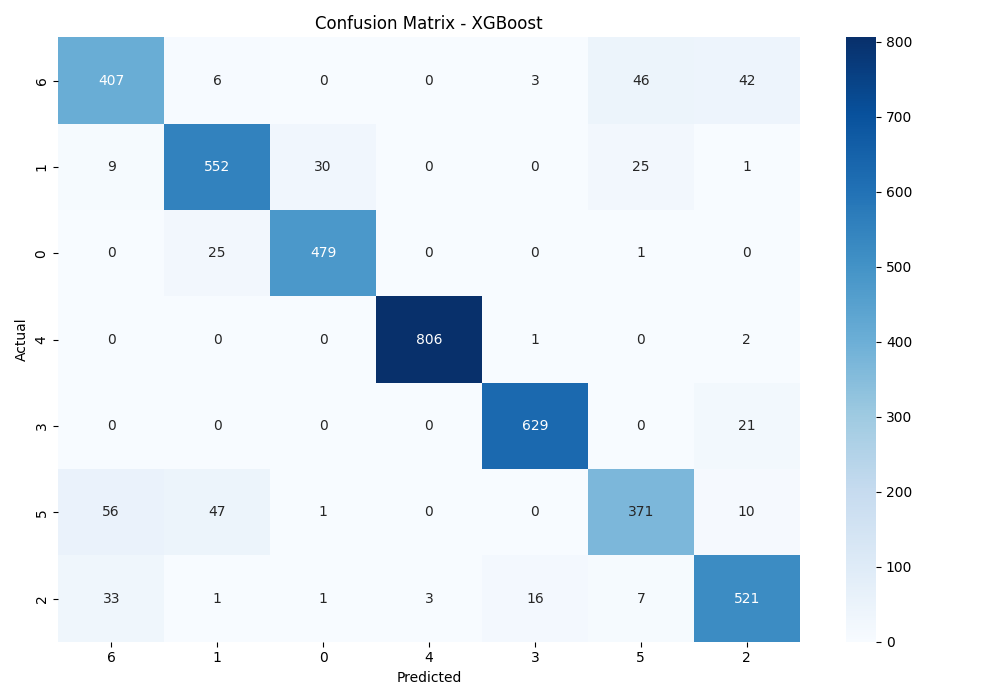 Confusion Matrix - XGBoost
6 407 6 0 0 3 46 42
1 9 552 30 0 0 25 1
0 0 25 479 0 0 1 0
4 0 0 0 806 1 0 2
3 0 0 0 0 629 0 21
5 56 47 1 0 0 371 10
2 33 1 1 3 16 7 521
6 1 0 4 3 5 2
Predicted
Actual
800
700
600
500
400
300
200
100
0